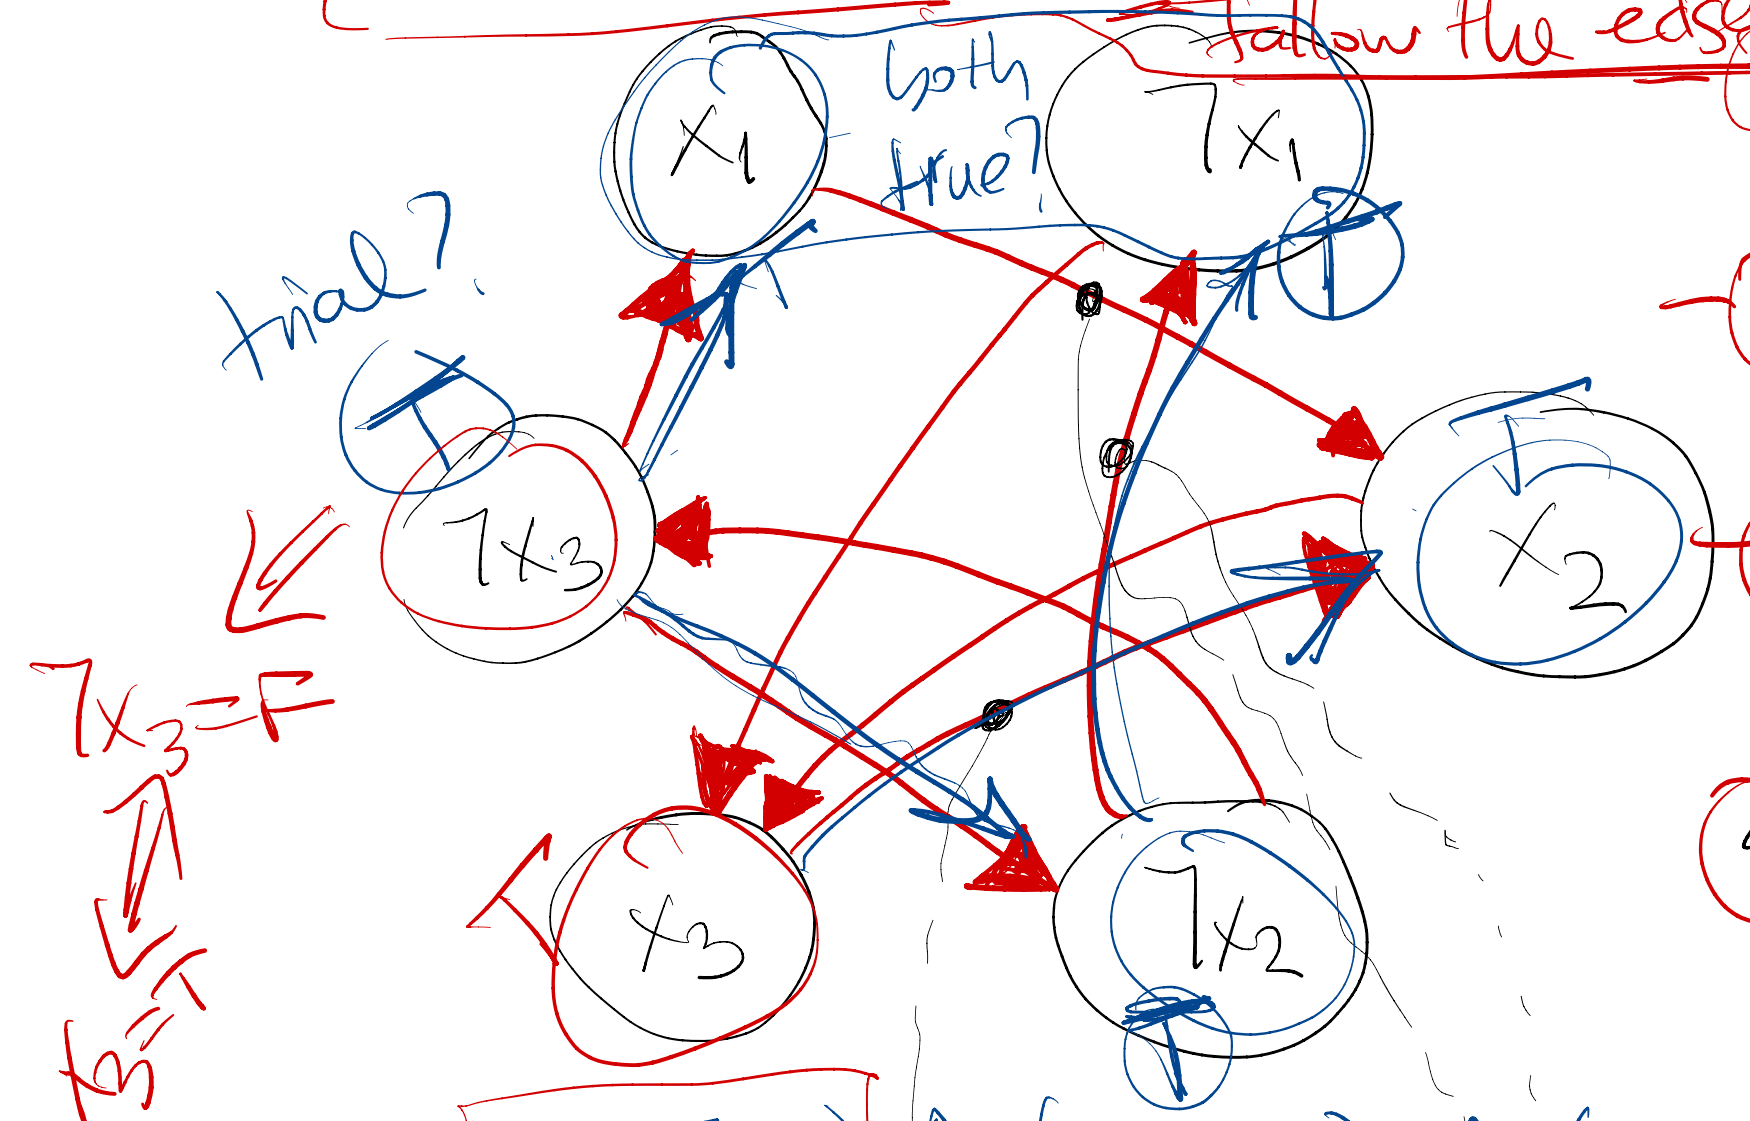 follow the edge
x₁
both
true?
¬x₁
T
trial?
T
T
¬x₃
x₂
¬x₃=F
T
x₃
¬x₂
T
x₃=T